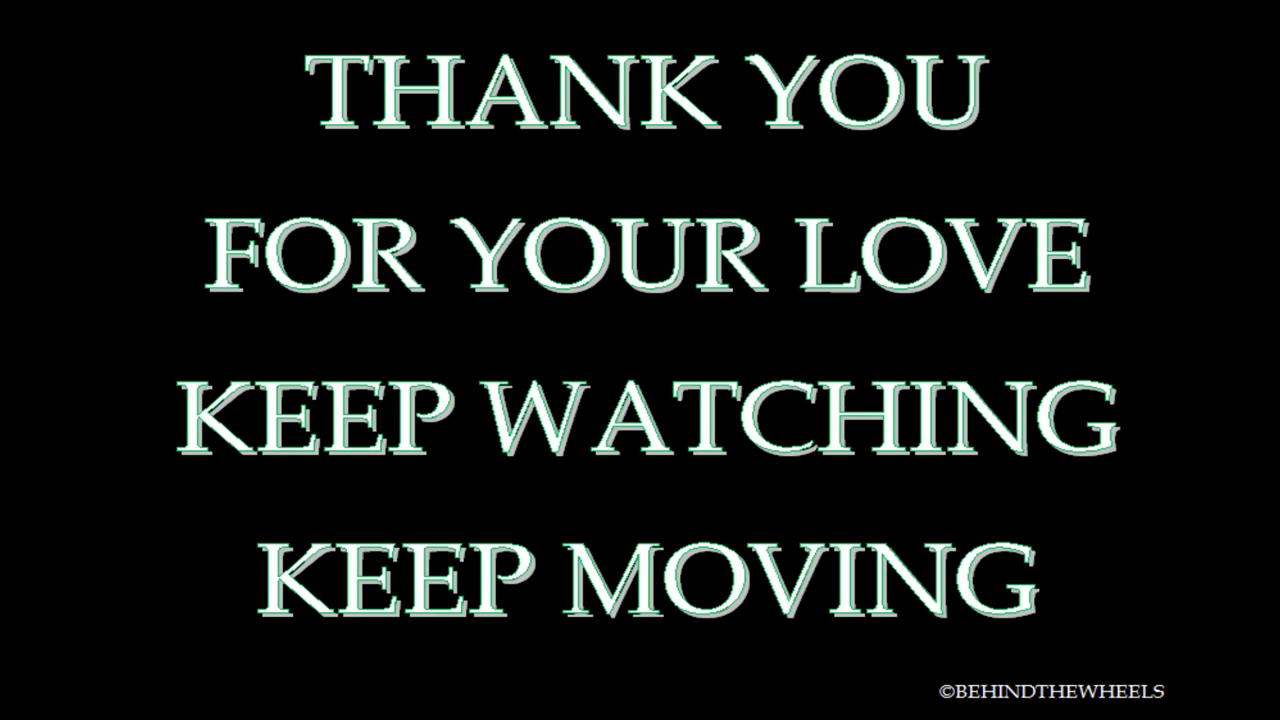 THANK YOU
FOR YOUR LOVE
KEEP WATCHING
KEEP MOVING
©BEHINDTHEWHEELS